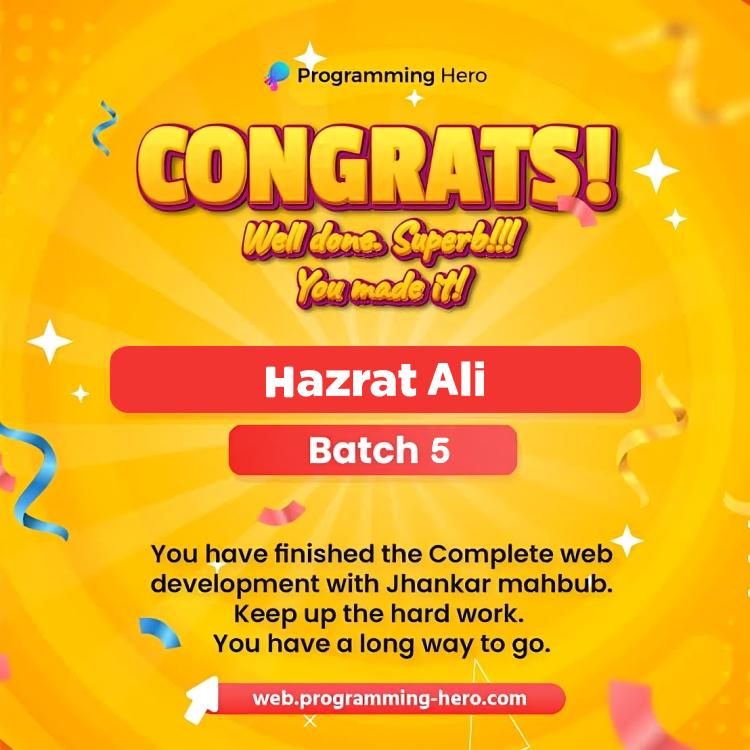 Programming Hero
CONGRATS!
Well done. Superb!!!
You made it!
Hazrat Ali
Batch 5
You have finished the Complete web
development with Jhankar mahbub.
Keep up the hard work.
You have a long way to go.
web.programming-hero.com